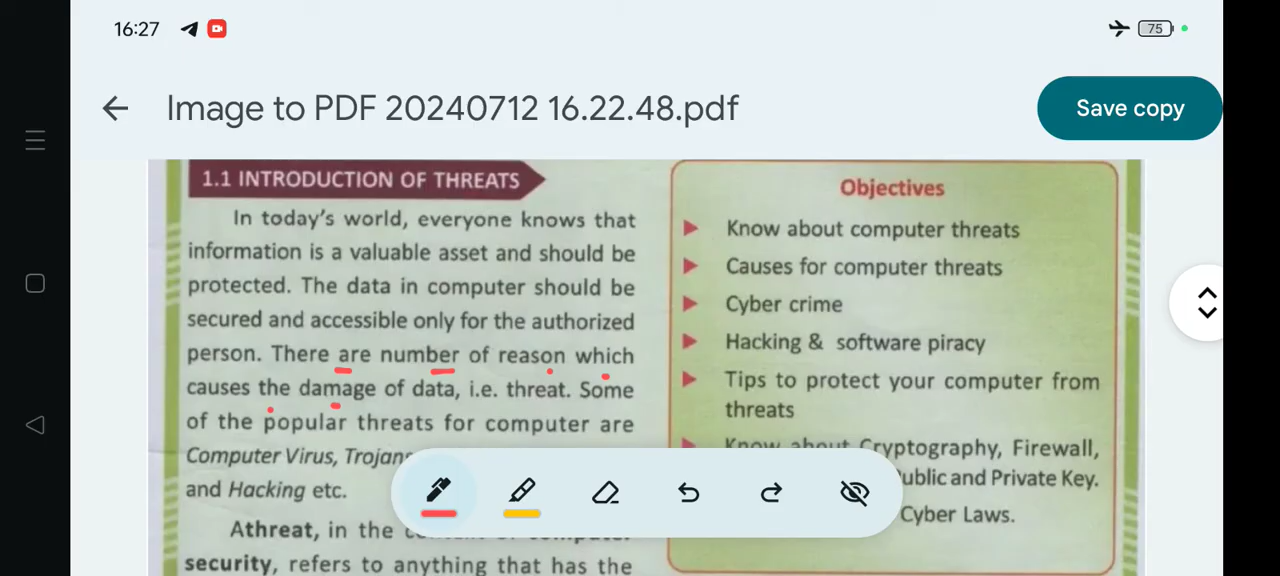 16:27
75
Image to PDF 20240712 16.22.48.pdf
Save copy
1.1 INTRODUCTION OF THREATS
In today's world, everyone knows that
information is a valuable asset and should be
protected. The data in computer should be
secured and accessible only for the authorized
person. There are number of reason which
causes the damage of data, i.e. threat. Some
of the popular threats for computer are
Computer Virus, Trojans
and Hacking etc.
Athreat, in the
security, refers to anything that has the
Objectives
Know about computer threats
Causes for computer threats
Cyber crime
Hacking & software piracy
Tips to protect your computer from
threats
Know about Cryptography, Firewall,
ublic and Private Key.
Cyber Laws.